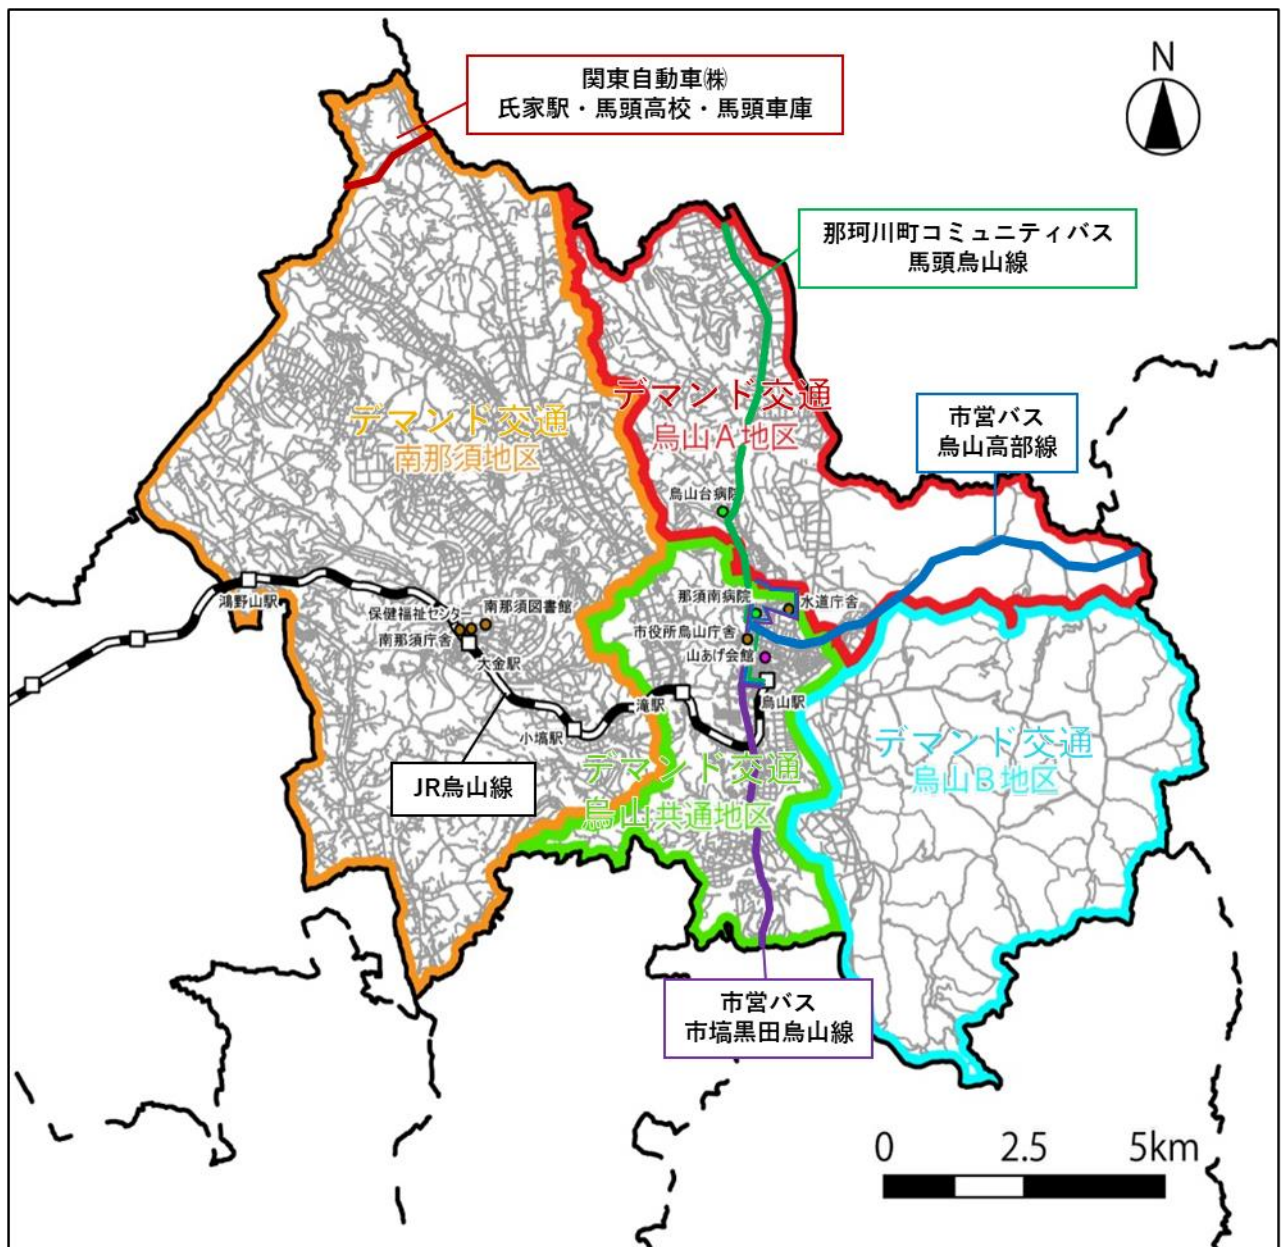 N
関東自動車㈱
氏家駅・馬頭高校・馬頭車庫
那珂川町コミュニティバス
馬頭烏山線
デマンド交通
烏山A地区
デマンド交通
南那須地区
市営バス
烏山高部線
烏山台病院
鴻野山駅
保健福祉センター
南那須図書館
南那須庁舎
大金駅
那須南病院
水道庁舎
市役所烏山庁舎
山あげ会館
烏山駅
滝駅
小塙駅
JR烏山線
デマンド交通
烏山共通地区
デマンド交通
烏山B地区
市営バス
市塙黒田烏山線
0 2.5 5km